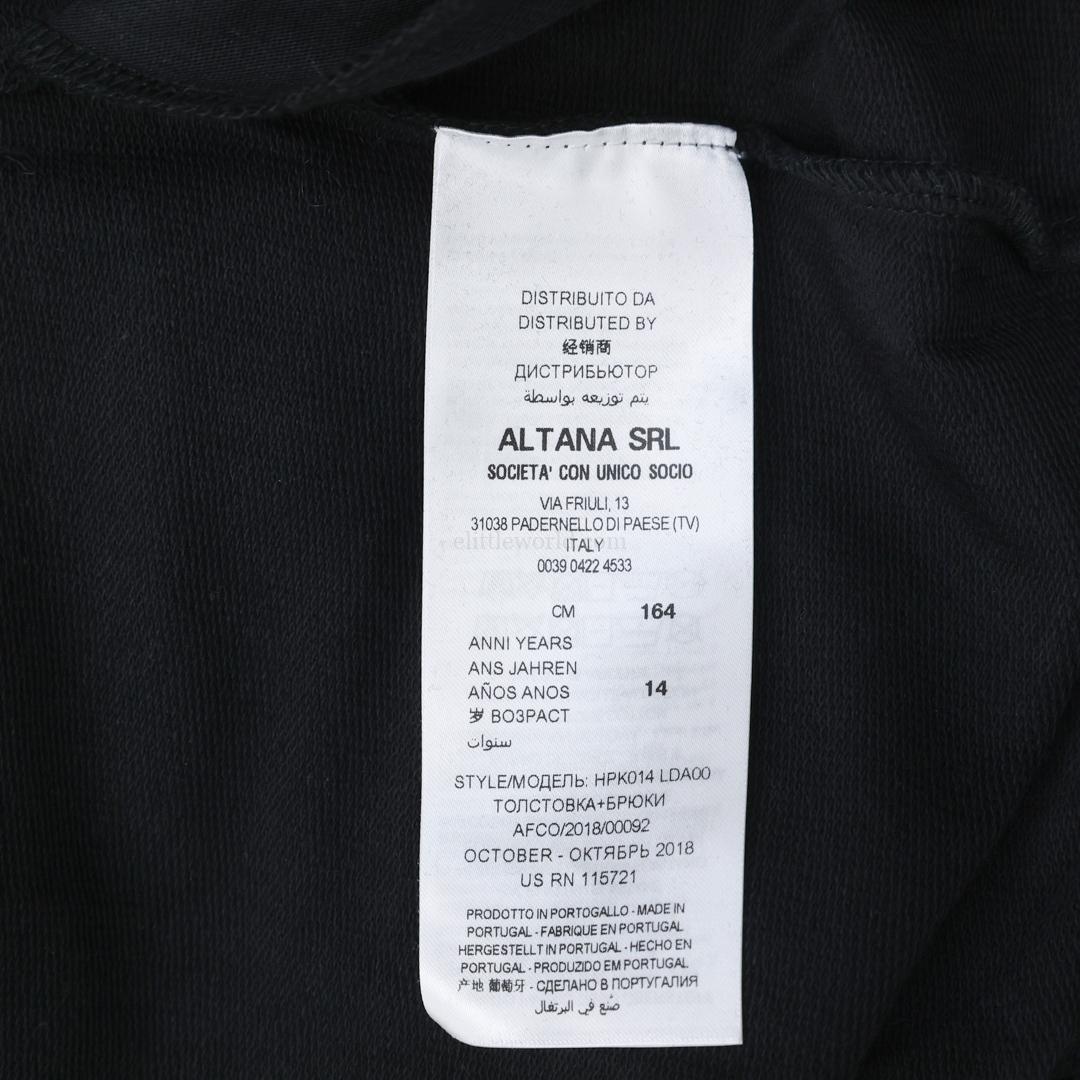 DISTRIBUITO DA
DISTRIBUTED BY
经销商
ДИСТРИБЬЮТОР
يتم توزيعه بواسطة
ALTANA SRL
SOCIETA' CON UNICO SOCIO
VIA FRIULI, 13
31038 PADERNELLO DI PAESE (TV)
elittleworld.com
ITALY
0039 0422 4533
CM 164
ANNI YEARS
ANS JAHREN
AÑOS ANOS 14
岁 ВОЗРАСТ
سنوات
STYLE/МОДЕЛЬ: HPK014 LDA00
ТОЛСТОВКА+БРЮКИ
AFCO/2018/00092
OCTOBER - ОКТЯБРЬ 2018
US RN 115721
PRODOTTO IN PORTOGALLO - MADE IN
PORTUGAL - FABRIQUE EN PORTUGAL
HERGESTELLT IN PORTUGAL - HECHO EN
PORTUGAL - PRODUZIDO EM PORTUGAL
产地 葡萄牙 - СДЕЛАНО В ПОРТУГАЛИЯ
صُنع في البرتغال